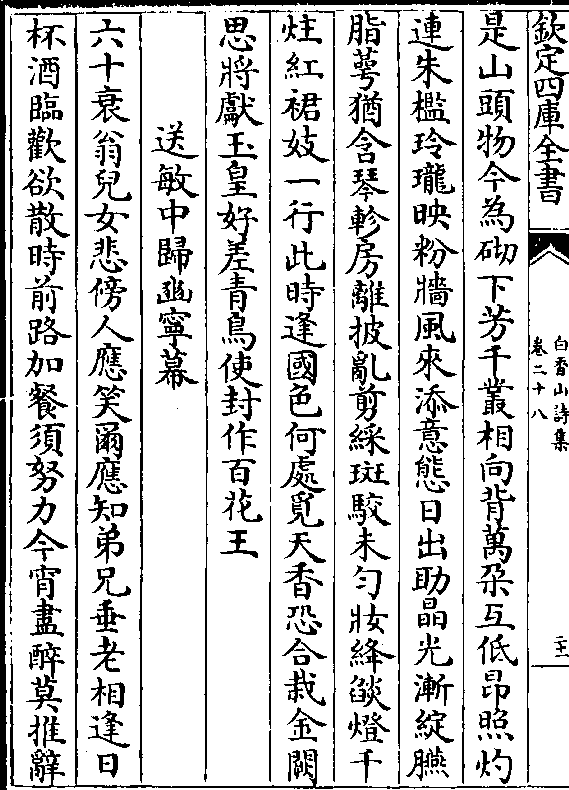 欽定四庫全書
白香山詩集
卷二十八
二十一
是山頭物今為砌下芳千叢相向背萬朶互低昂照灼
連朱檻玲瓏映粉牆風來添意態日出助晶光漸綻臙
脂萼猶含琴軫房離披亂剪綵斑駮未勻妝絳燄燈千
炷紅裙妓一行此時逢國色何處覓天香恐合栽金闕
思將獻玉皇好差青鳥使封作百花王
送敏中歸豳寧幕
六十衰翁兒女悲傍人應笑爾應知弟兄垂老相逢日
杯酒臨歡欲散時前路加餐須努力今宵盡醉莫推辭